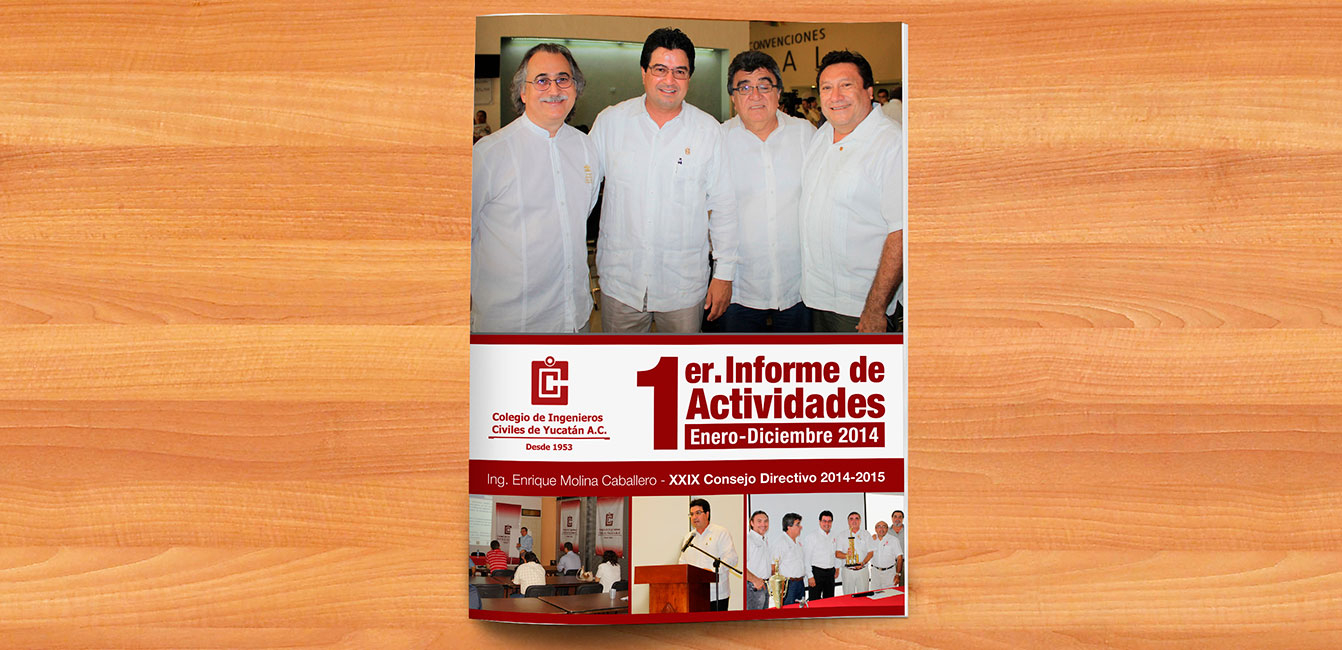 CONVENCIONES
Colegio de Ingenieros
Civiles de Yucatán A.C.
Desde 1953
1er. Informe de
Actividades
Enero-Diciembre 2014
Ing. Enrique Molina Caballero - XXIX Consejo Directivo 2014-2015